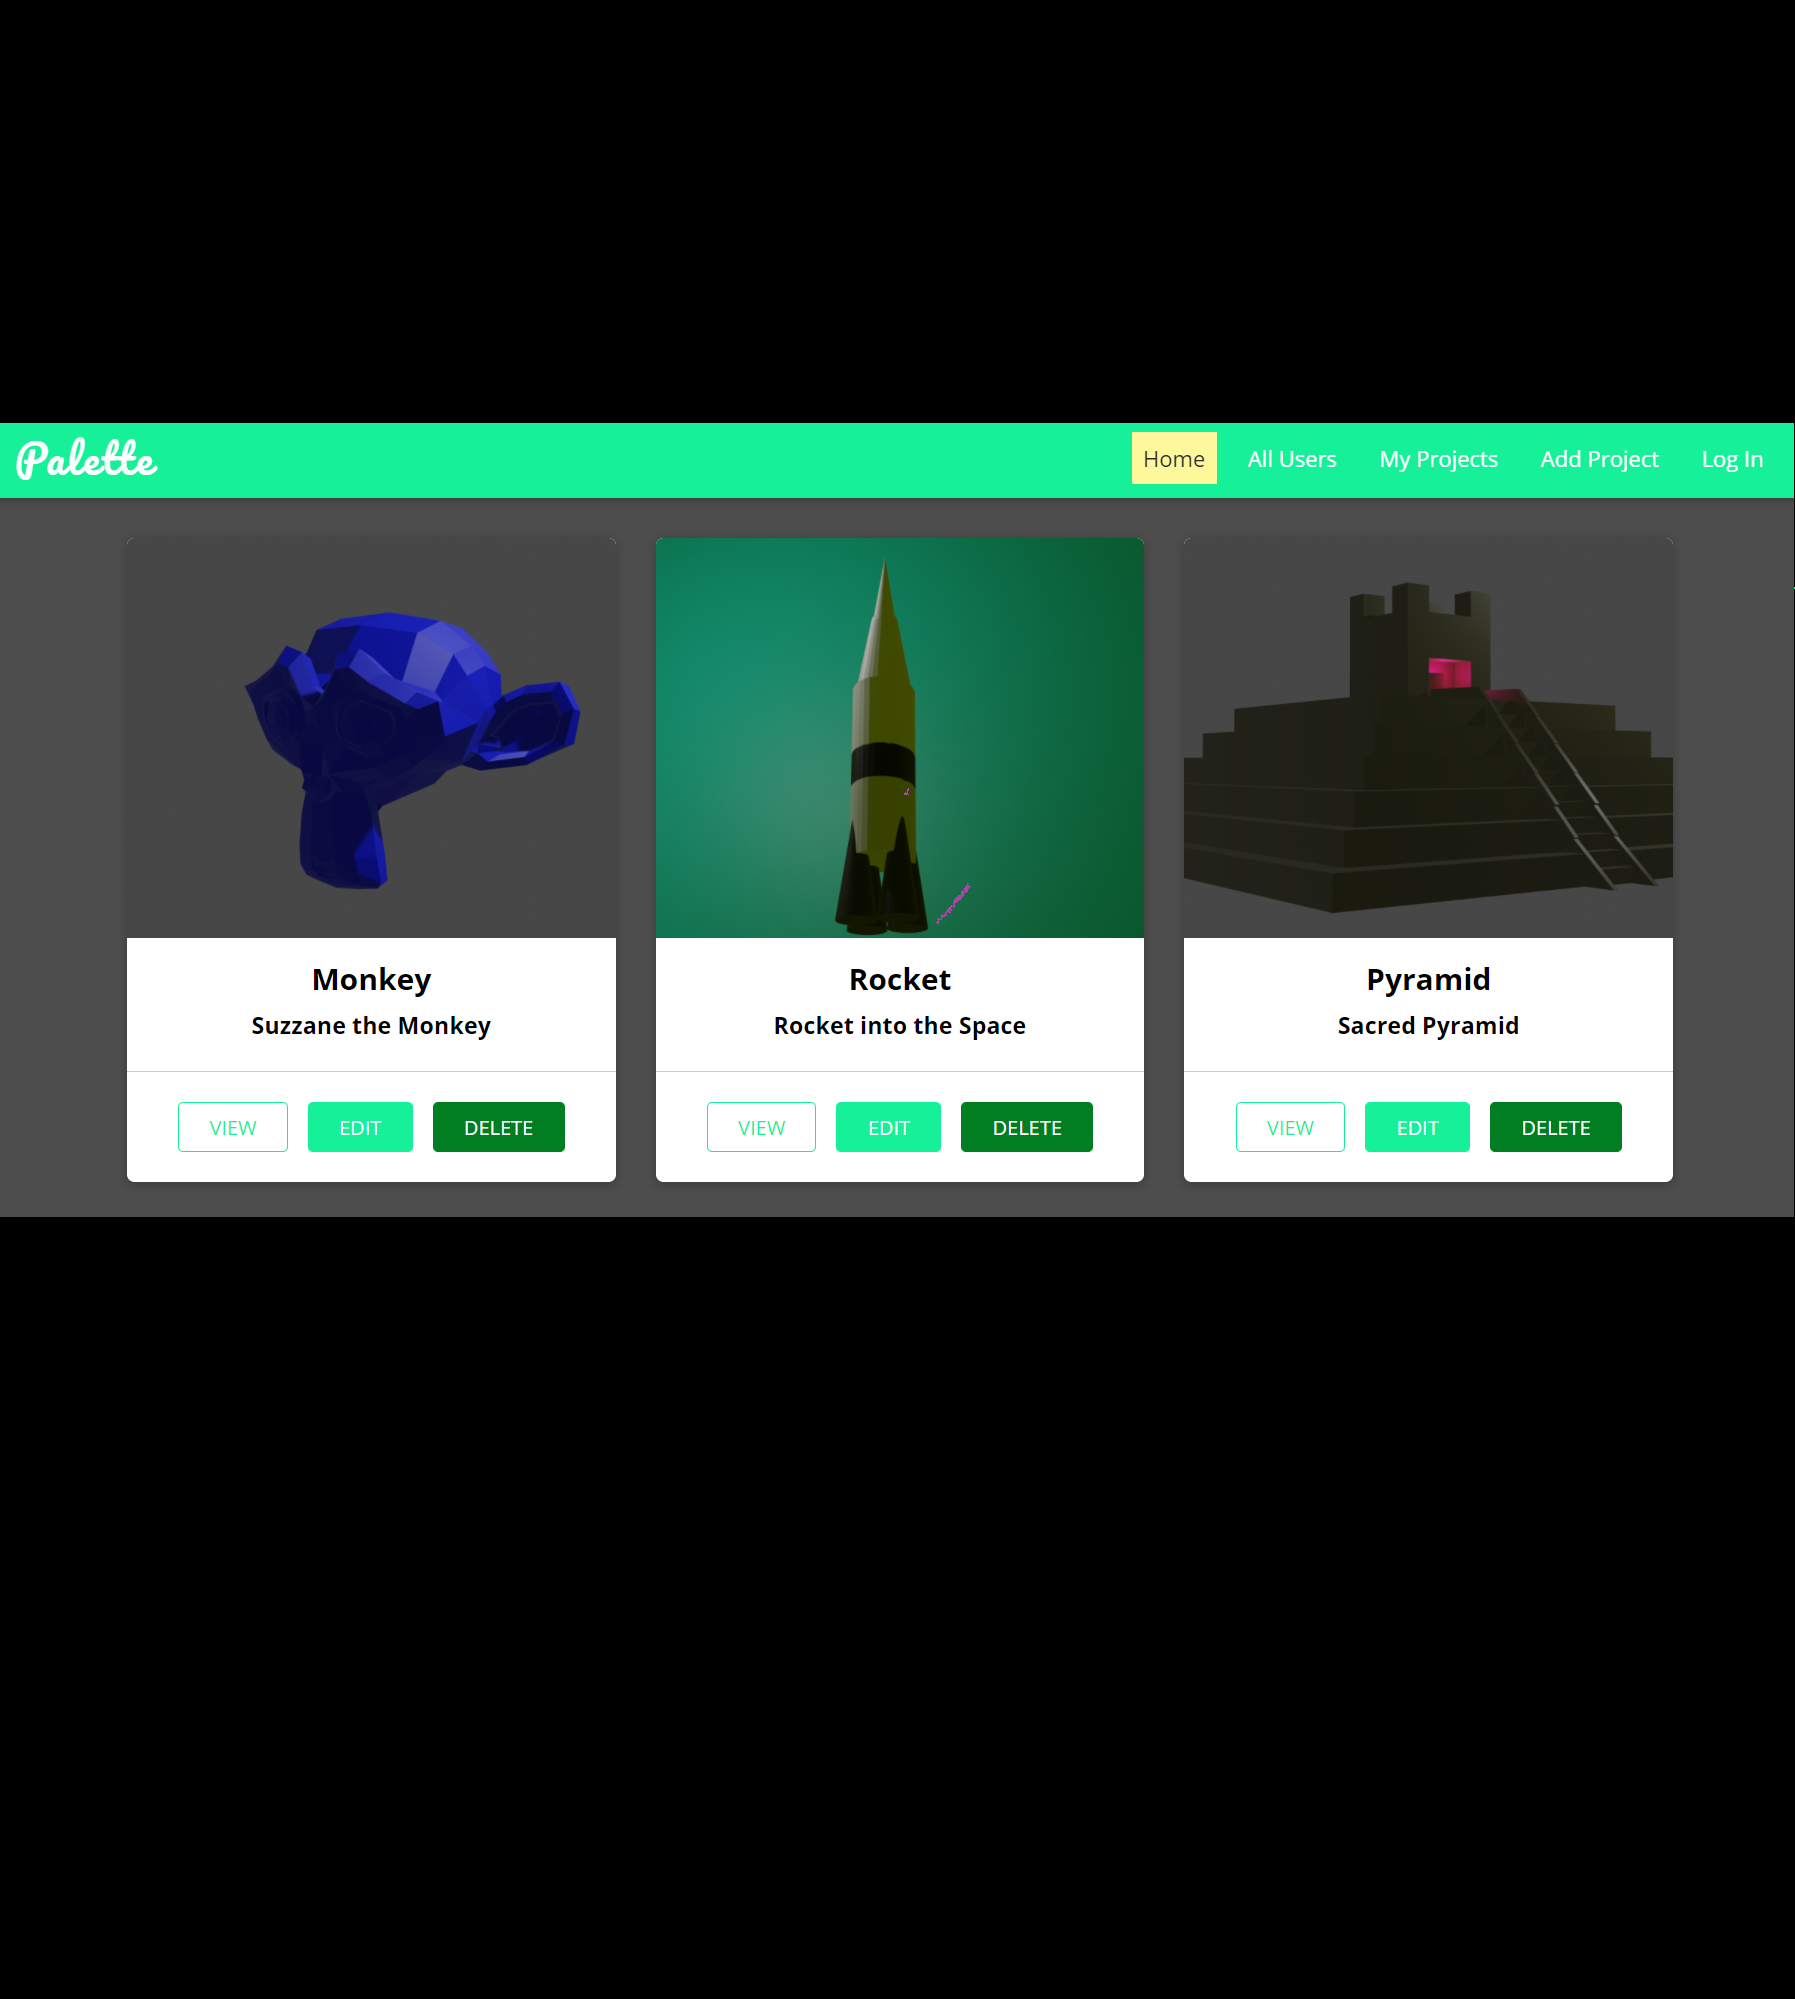 Palette Home All Users My Projects Add Project Log In
Monkey
Suzzane the Monkey
VIEW EDIT DELETE
Rocket
Rocket into the Space
VIEW EDIT DELETE
Pyramid
Sacred Pyramid
VIEW EDIT DELETE